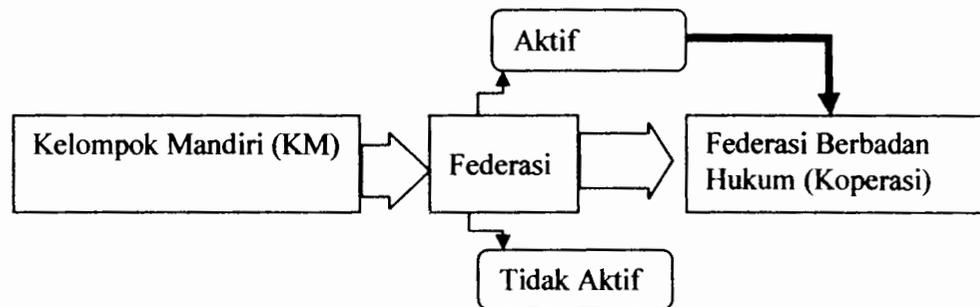 Aktif
Kelompok Mandiri (KM)
Federasi
Federasi Berbadan
Hukum (Koperasi)
Tidak Aktif